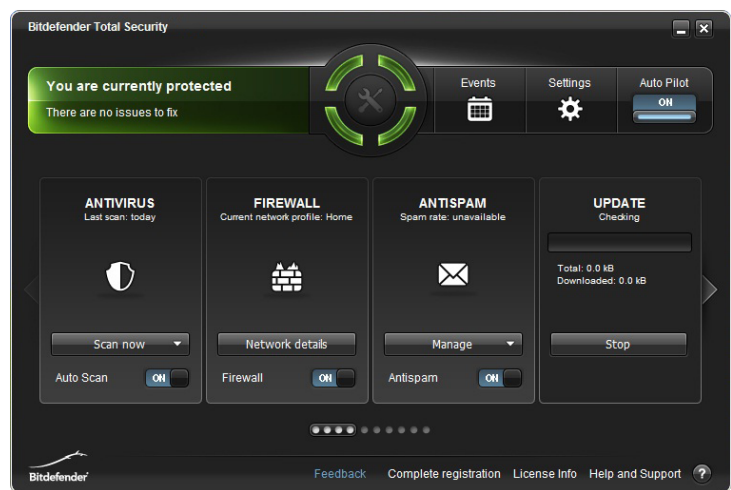 Bitdefender Total Security
You are currently protected
There are no issues to fix
Events
Settings
Auto Pilot
ON
ANTIVIRUS
Last scan: today
Scan now
Auto Scan
ON
FIREWALL
Current network profile: Home
Network details
Firewall
ON
ANTISPAM
Spam rate: unavailable
Manage
Antispam
ON
UPDATE
Checking
Total: 0.0 kB
Downloaded: 0.0 kB
Stop
Bitdefender
Feedback
Complete registration
License Info
Help and Support
?